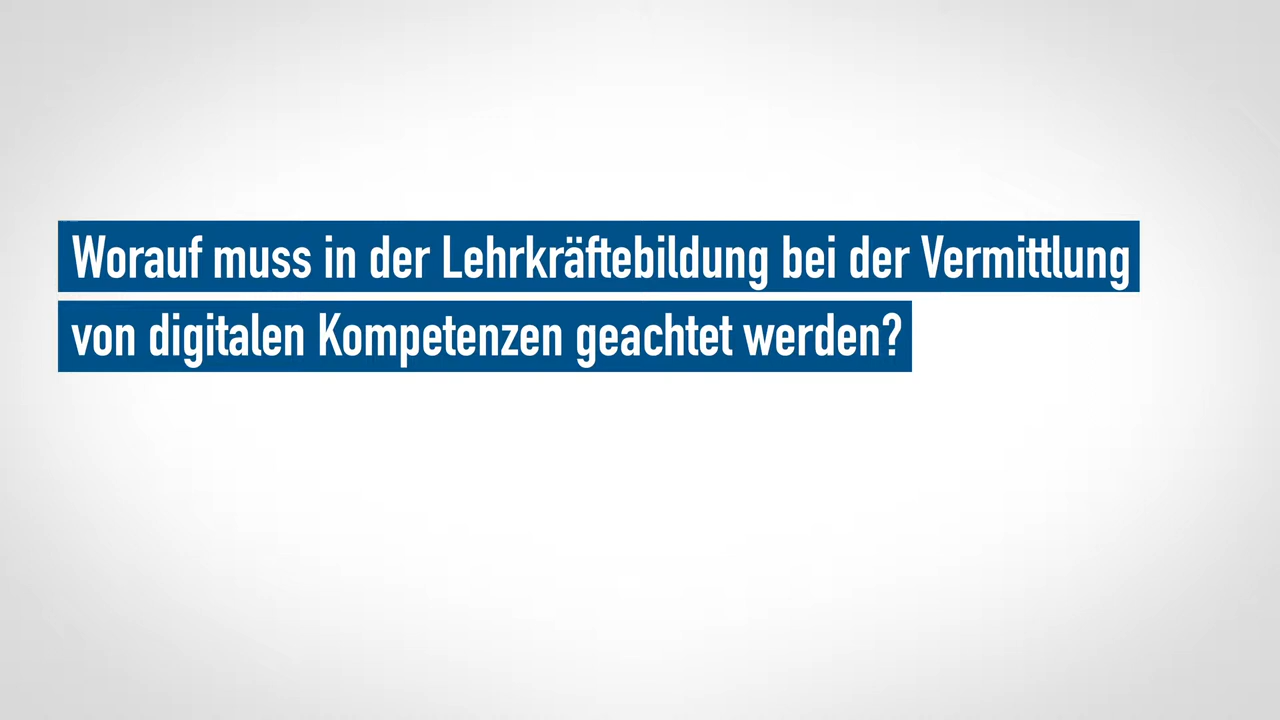 Worauf muss in der Lehrkräftebildung bei der Vermittlung
von digitalen Kompetenzen geachtet werden?